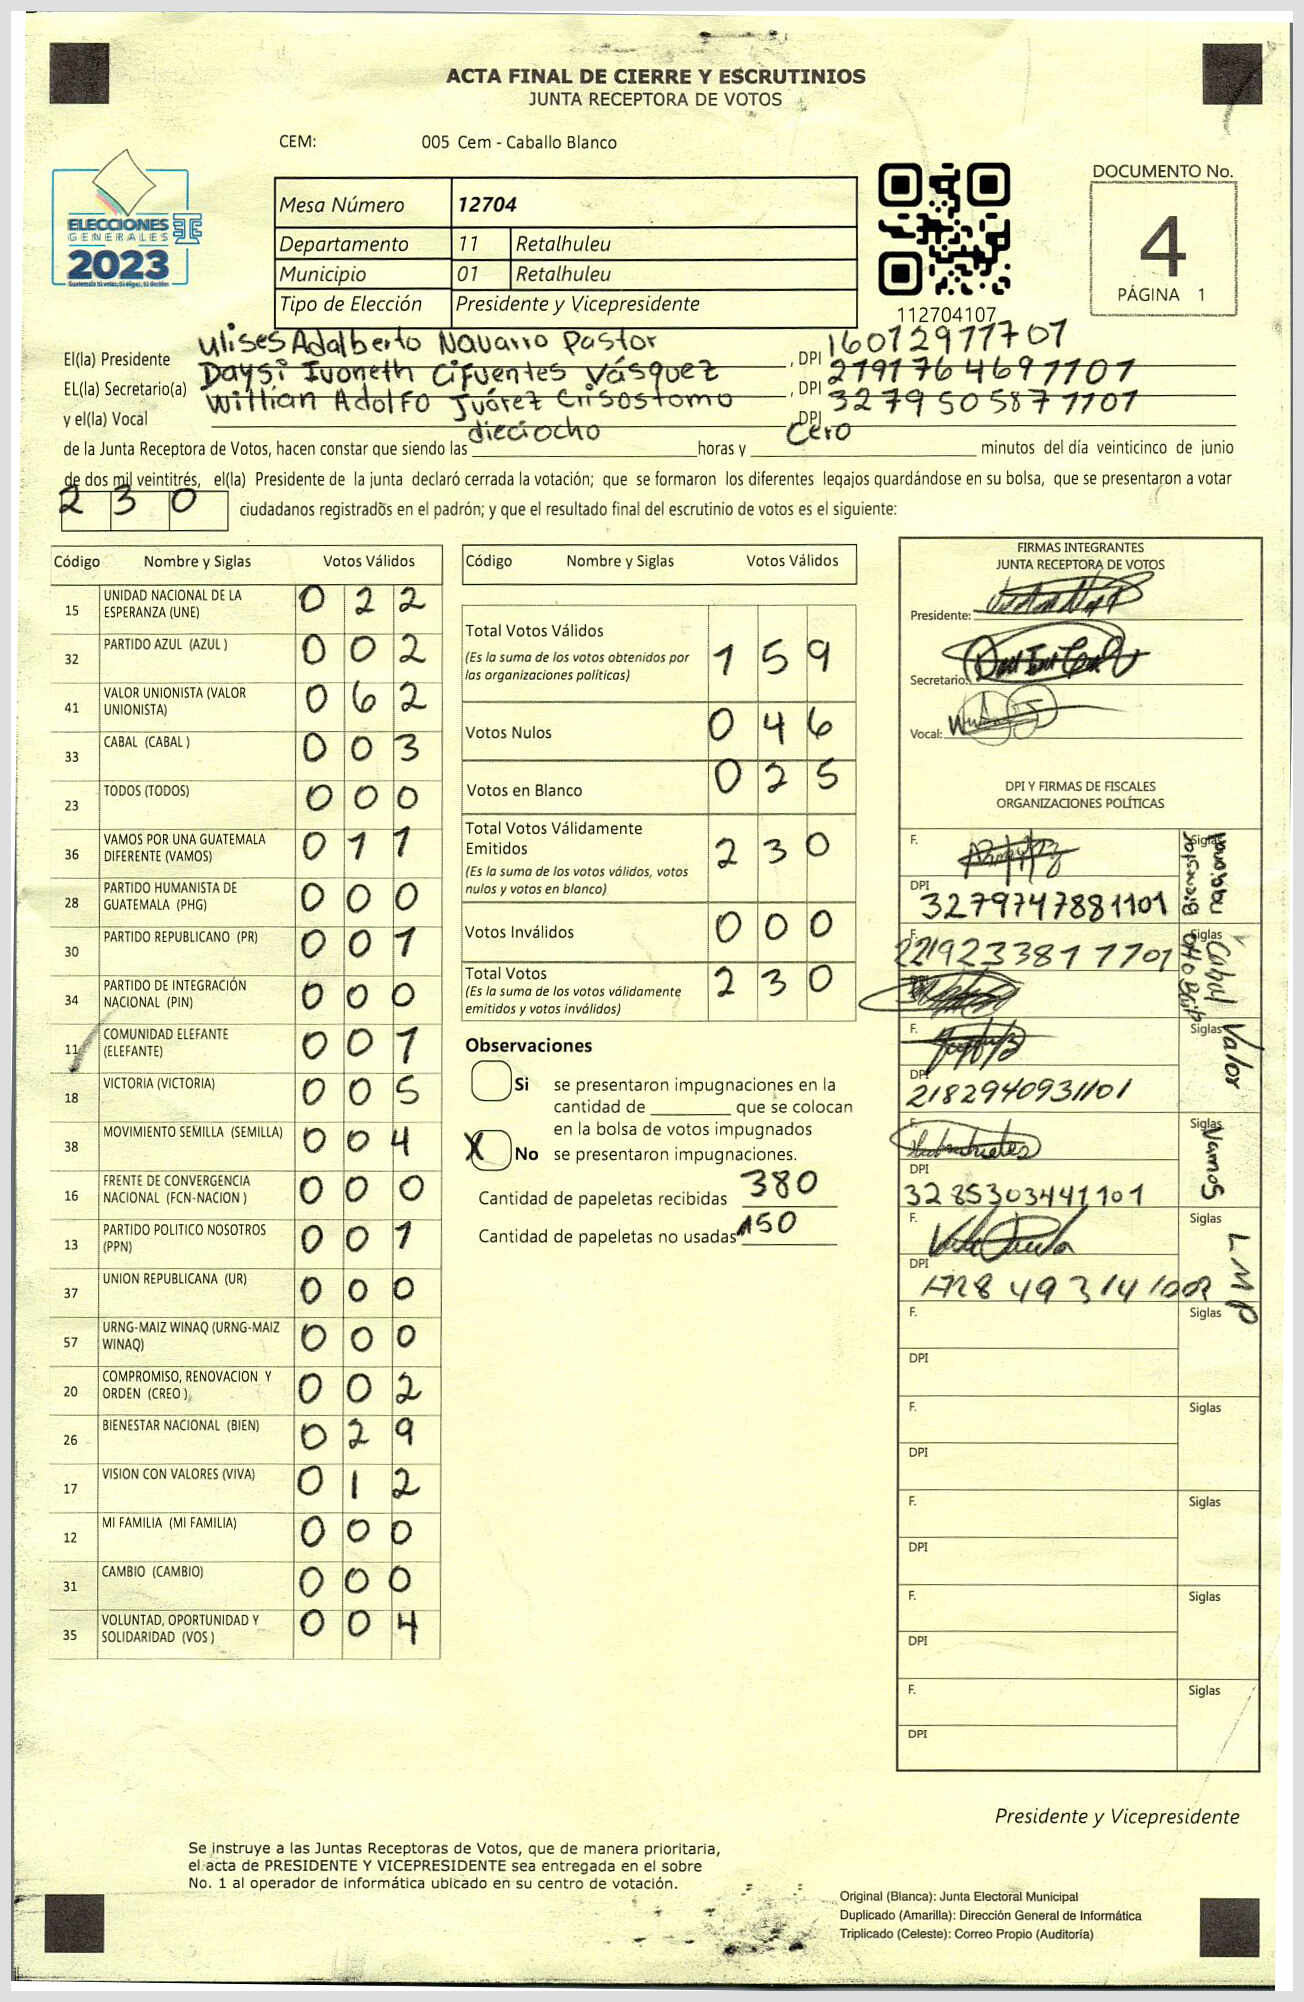 ACTA FINAL DE CIERRE Y ESCRUTINIOS
JUNTA RECEPTORA DE VOTOS
CEM: 005 Cem - Caballo Blanco
ELECCIONES
GENERALES
2023
Mesa Número 12704
Departamento 11 Retalhuleu
Municipio 01 Retalhuleu
Tipo de Elección Presidente y Vicepresidente
112704107
DOCUMENTO No.
4
PÁGINA 1
El(la) Presidente Ulises Adalberto Navarro Pastor , DPI 1601297701
EL(la) Secretario(a) Daysi Ivoneth Cifuentes Vásquez , DPI 2191764691101
y el(la) Vocal Willian Adolfo Juárez Crisostomo DPI 3279505871101
de la Junta Receptora de Votos, hacen constar que siendo las dieciocho horas y Cero minutos del día veinticinco de junio
de dos mil veintitrés, el(la) Presidente de la junta declaró cerrada la votación; que se formaron los diferentes legajos guardándose en su bolsa, que se presentaron a votar
230 ciudadanos registrados en el padrón; y que el resultado final del escrutinio de votos es el siguiente:
Código Nombre y Siglas Votos Válidos
15 UNIDAD NACIONAL DE LA ESPERANZA (UNE) 0 2 2
32 PARTIDO AZUL (AZUL ) 0 0 2
41 VALOR UNIONISTA (VALOR UNIONISTA) 0 6 2
33 CABAL (CABAL ) 0 0 3
23 TODOS (TODOS) 0 0 0
36 VAMOS POR UNA GUATEMALA DIFERENTE (VAMOS) 0 1 1
28 PARTIDO HUMANISTA DE GUATEMALA (PHG) 0 0 0
30 PARTIDO REPUBLICANO (PR) 0 0 1
34 PARTIDO DE INTEGRACIÓN NACIONAL (PIN) 0 0 0
11 COMUNIDAD ELEFANTE (ELEFANTE) 0 0 1
18 VICTORIA (VICTORIA) 0 0 5
38 MOVIMIENTO SEMILLA (SEMILLA) 0 0 4
16 FRENTE DE CONVERGENCIA NACIONAL (FCN-NACION ) 0 0 0
13 PARTIDO POLITICO NOSOTROS (PPN) 0 0 1
37 UNION REPUBLICANA (UR) 0 0 0
57 URNG-MAIZ WINAQ (URNG-MAIZ WINAQ) 0 0 0
20 COMPROMISO, RENOVACION Y ORDEN (CREO ) 0 0 2
26 BIENESTAR NACIONAL (BIEN) 0 2 9
17 VISION CON VALORES (VIVA) 0 1 2
12 MI FAMILIA (MI FAMILIA) 0 0 0
31 CAMBIO (CAMBIO) 0 0 0
35 VOLUNTAD, OPORTUNIDAD Y SOLIDARIDAD (VOS ) 0 0 4
Código Nombre y Siglas Votos Válidos
Total Votos Válidos 1 5 9
(Es la suma de los votos obtenidos por
las organizaciones politicas)
Votos Nulos 0 4 6
Votos en Blanco 0 2 5
Total Votos Válidamente
Emitidos 2 3 0
(Es la suma de los votos válidos, votos
nulos y votos en blanco)
Votos Inválidos 0 0 0
Total Votos 2 3 0
(Es la suma de los votos válidamente
emitidos y votos inválidos)
Observaciones
Si se presentaron impugnaciones en la
cantidad de ________ que se colocan
en la bolsa de votos impugnados
X No se presentaron impugnaciones.
Cantidad de papeletas recibidas 380
Cantidad de papeletas no usadas 150
FIRMAS INTEGRANTES
JUNTA RECEPTORA DE VOTOS
Presidente:
Secretario:
Vocal:
DPI Y FIRMAS DE FISCALES
ORGANIZACIONES POLÍTICAS
F. Siglas Bienestar nacional
DPI 3279747881101
F. 2219233817701 Siglas Cabal
DPI
F. Siglas Valor
DPI 2182940931101
F. Siglas Vamos
DPI 3285303441101
F. Siglas LMP
DPI 1728493141002
F. Siglas
DPI
F. Siglas
DPI
F. Siglas
DPI
F. Siglas
DPI
F. Siglas
DPI
Presidente y Vicepresidente
Se instruye a las Juntas Receptoras de Votos, que de manera prioritaria,
el acta de PRESIDENTE Y VICEPRESIDENTE sea entregada en el sobre
No. 1 al operador de informática ubicado en su centro de votación.
Original (Blanca): Junta Electoral Municipal
Duplicado (Amarilla): Dirección General de Informática
Triplicado (Celeste): Correo Propio (Auditoría)